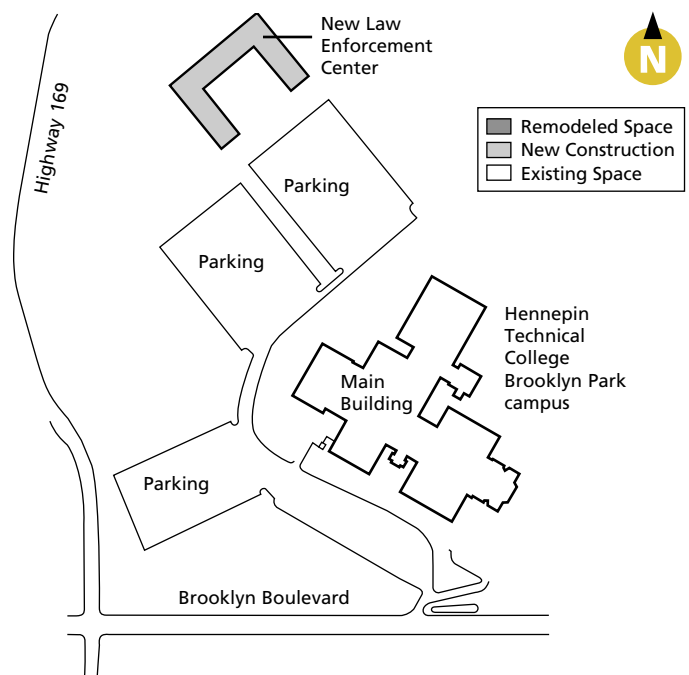 New Law
Enforcement
Center
N
Highway 169
Remodeled Space
New Construction
Existing Space
Parking
Parking
Hennepin
Technical
College
Brooklyn Park
campus
Main
Building
Parking
Brooklyn Boulevard